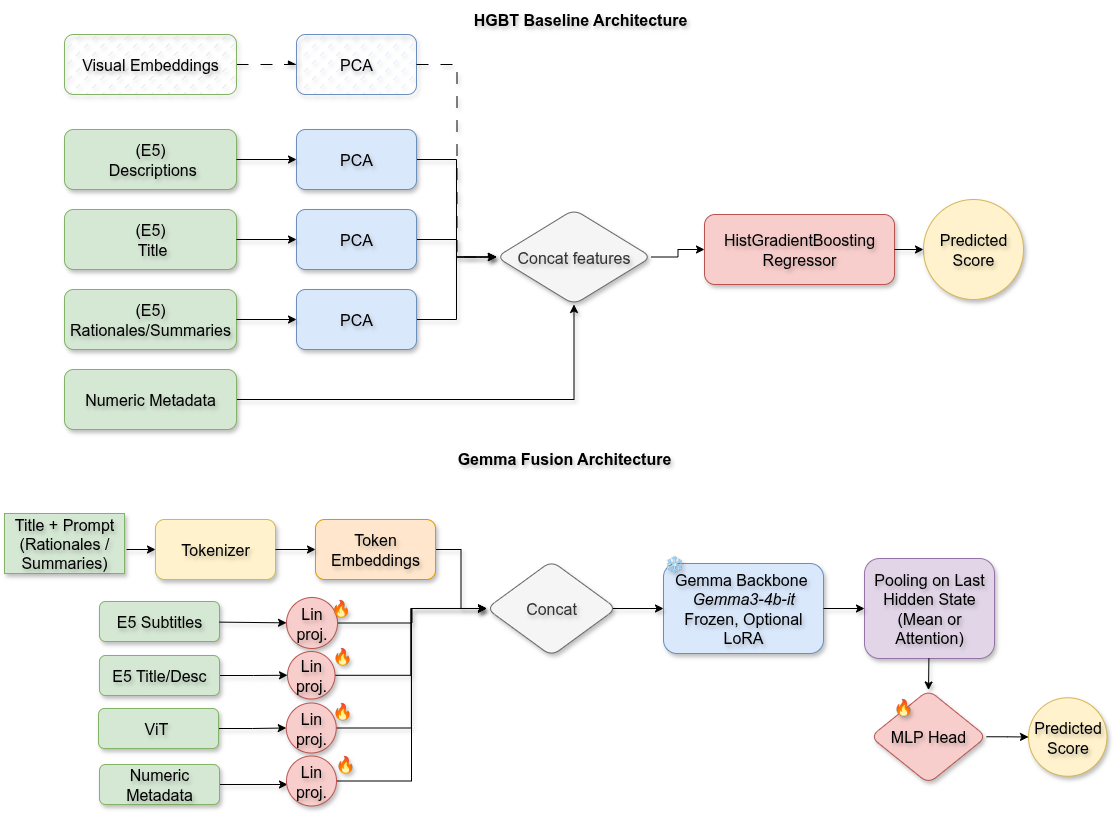 HGBT Baseline Architecture
Visual Embeddings
PCA
(E5)
Descriptions
PCA
(E5)
Title
PCA
(E5)
Rationales/Summaries
PCA
Numeric Metadata
Concat features
HistGradientBoosting
Regressor
Predicted
Score
Gemma Fusion Architecture
Title + Prompt
(Rationales /
Summaries)
Tokenizer
Token
Embeddings
E5 Subtitles
Lin
proj.
E5 Title/Desc
Lin
proj.
ViT
Lin
proj.
Numeric
Metadata
Lin
proj.
Concat
Gemma Backbone
Gemma3-4b-it
Frozen, Optional
LoRA
Pooling on Last
Hidden State
(Mean or
Attention)
MLP Head
Predicted
Score